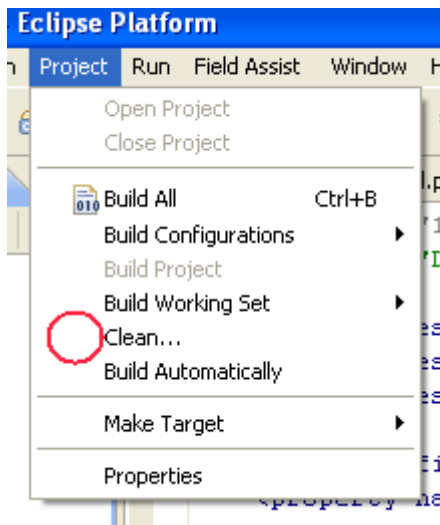 Eclipse Platform
Project Run Field Assist Window
Open Project
Close Project
Build All Ctrl+B
Build Configurations
Build Project
Build Working Set
Clean...
Build Automatically
Make Target
Properties